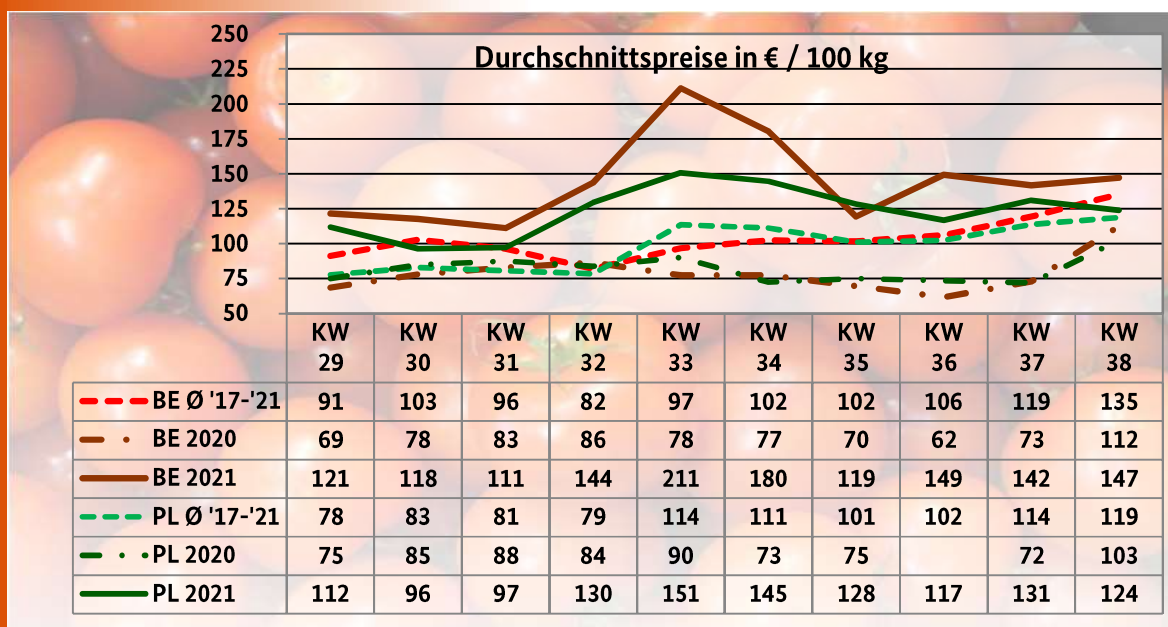 Durchschnittspreise in € / 100 kg
250
225
200
175
150
125
100
75
50
KW KW KW KW KW KW KW KW KW KW
29 30 31 32 33 34 35 36 37 38
BE Ø '17-'21 91 103 96 82 97 102 102 106 119 135
BE 2020 69 78 83 86 78 77 70 62 73 112
BE 2021 121 118 111 144 211 180 119 149 142 147
PL Ø '17-'21 78 83 81 79 114 111 101 102 114 119
PL 2020 75 85 88 84 90 73 75 72 103
PL 2021 112 96 97 130 151 145 128 117 131 124